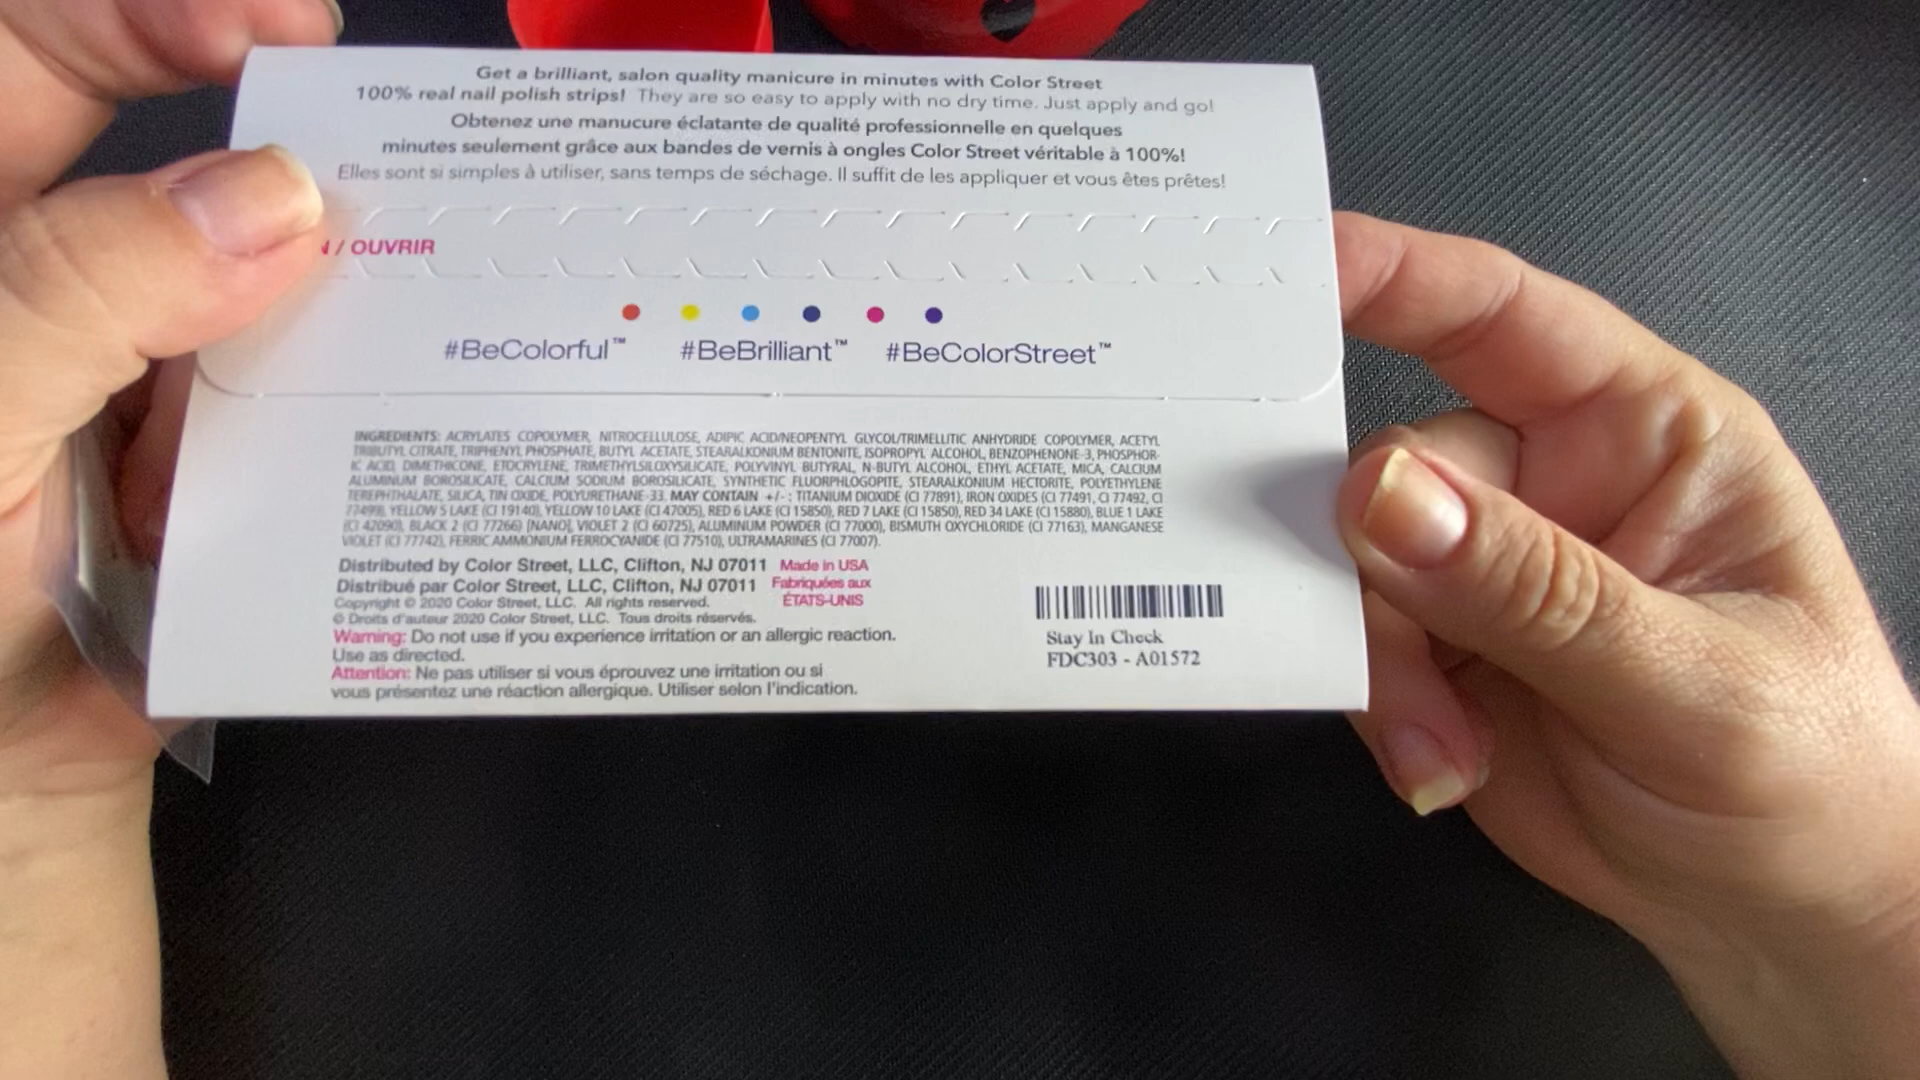 Get a brilliant, salon quality manicure in minutes with Color Street
100% real nail polish strips! They are so easy to apply with no dry time. Just apply and go!
Obtenez une manucure éclatante de qualité professionnelle en quelques
minutes seulement grâce aux bandes de vernis à ongles Color Street véritable à 100%!
Elles sont si simples à utiliser, sans temps de séchage. Il suffit de les appliquer et vous êtes prêtes!
/ OUVRIR
#BeColorful™ #BeBrilliant™ #BeColorStreet™
INGREDIENTS: ACRYLATES COPOLYMER, NITROCELLULOSE, ADIPIC ACID/NEOPENTYL GLYCOL/TRIMELLITIC ANHYDRIDE COPOLYMER, ACETYL
TRIBUTYL CITRATE, TRIPHENYL PHOSPHATE, BUTYL ACETATE, STEARALKONIUM BENTONITE, ISOPROPYL ALCOHOL, BENZOPHENONE-3, PHOSPHOR-
IC ACID, DIMETHICONE, ETOCRYLENE, TRIMETHYLSILOXYSILICATE, POLYVINYL BUTYRAL, N-BUTYL ALCOHOL, ETHYL ACETATE, MICA, CALCIUM
ALUMINUM BOROSILICATE, CALCIUM SODIUM BOROSILICATE, SYNTHETIC FLUORPHLOGOPITE, STEARALKONIUM HECTORITE, POLYETHYLENE
TEREPHTHALATE, SILICA, TIN OXIDE, POLYURETHANE-33. MAY CONTAIN +/- : TITANIUM DIOXIDE (CI 77891), IRON OXIDES (CI 77491, CI 77492, CI
77499), YELLOW 5 LAKE (CI 19140), YELLOW 10 LAKE (CI 47005), RED 6 LAKE (CI 15850), RED 7 LAKE (CI 15850), RED 34 LAKE (CI 15880), BLUE 1 LAKE
(CI 42090), BLACK 2 (CI 77266) [NANO], VIOLET 2 (CI 60725), ALUMINUM POWDER (CI 77000), BISMUTH OXYCHLORIDE (CI 77163), MANGANESE
VIOLET (CI 77742), FERRIC AMMONIUM FERROCYANIDE (CI 77510), ULTRAMARINES (CI 77007).
Distributed by Color Street, LLC, Clifton, NJ 07011 Made in USA
Distribué par Color Street, LLC, Clifton, NJ 07011 Fabriquées aux
ÉTATS-UNIS
Copyright © 2020 Color Street, LLC. All rights reserved.
© Droits d'auteur 2020 Color Street, LLC. Tous droits réservés.
Warning: Do not use if you experience irritation or an allergic reaction.
Use as directed.
Attention: Ne pas utiliser si vous éprouvez une irritation ou si
vous présentez une réaction allergique. Utiliser selon l'indication.
Stay In Check
FDC303 - A01572